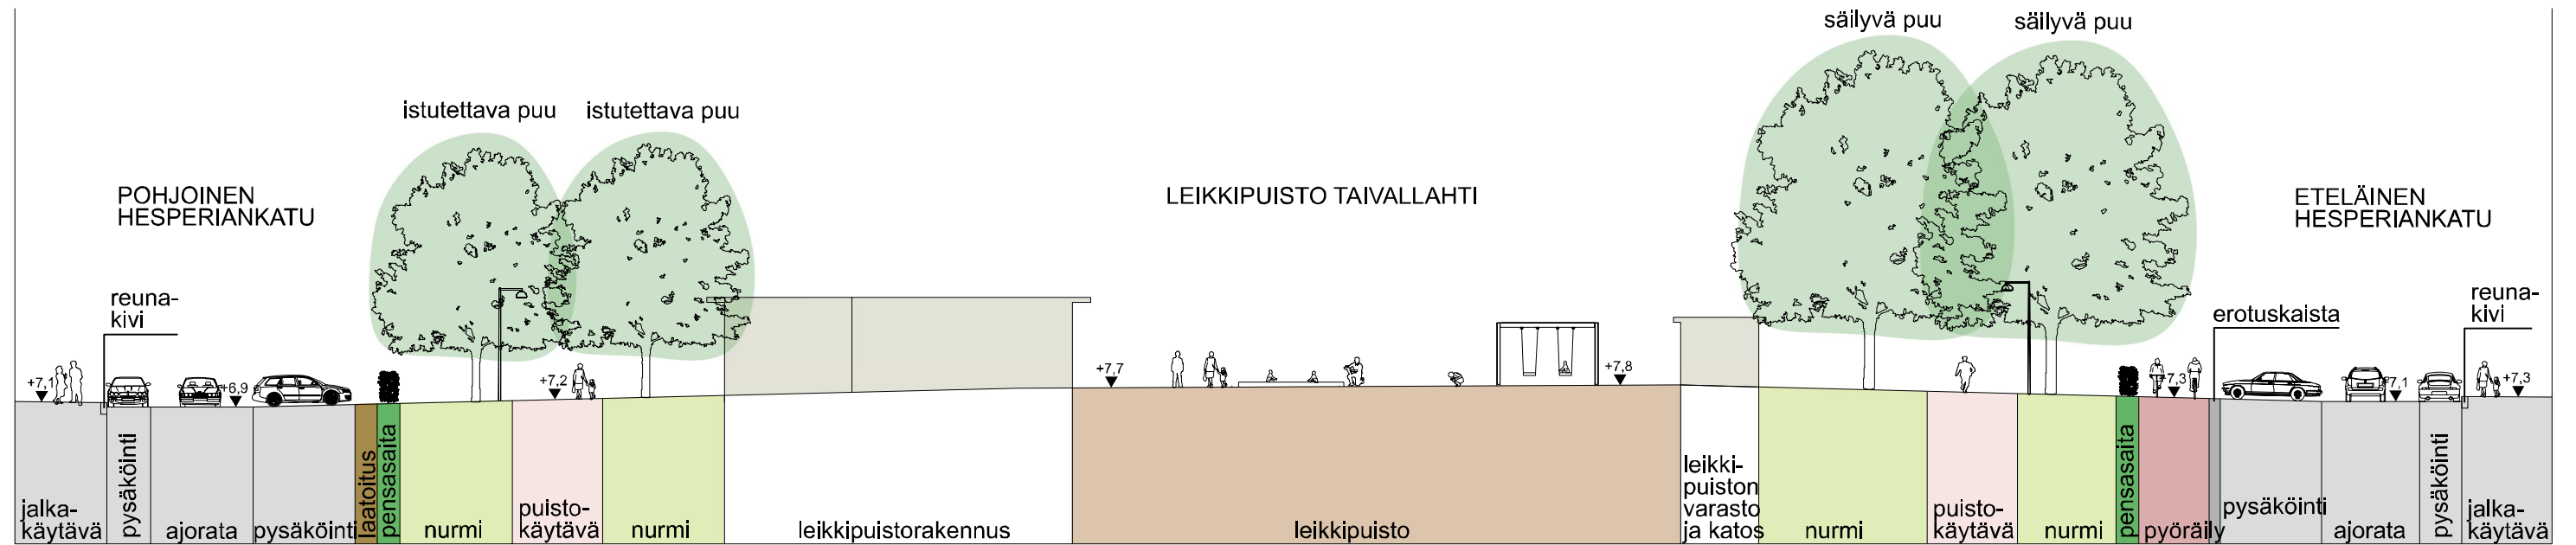 säilyvä puu
säilyvä puu
istutettava puu
istutettava puu
POHJOINEN
HESPERIANKATU
LEIKKIPUISTO TAIVALLAHTI
ETELÄINEN
HESPERIANKATU
reuna-
kivi
erotuskaista
reuna-
kivi
+7,1
+6,9
+7,2
+7,7
+7,8
7,3
7,1
+7,3
jalka-
käytävä
pysäköinti
ajorata
pysäköinti
laatoitus
pensasaita
nurmi
puisto-
käytävä
nurmi
leikkipuistorakennus
leikkipuisto
leikki-
puiston
varasto
ja katos
nurmi
puisto-
käytävä
nurmi
pensasaita
pyöräily
pysäköinti
ajorata
pysäköinti
jalka-
käytävä